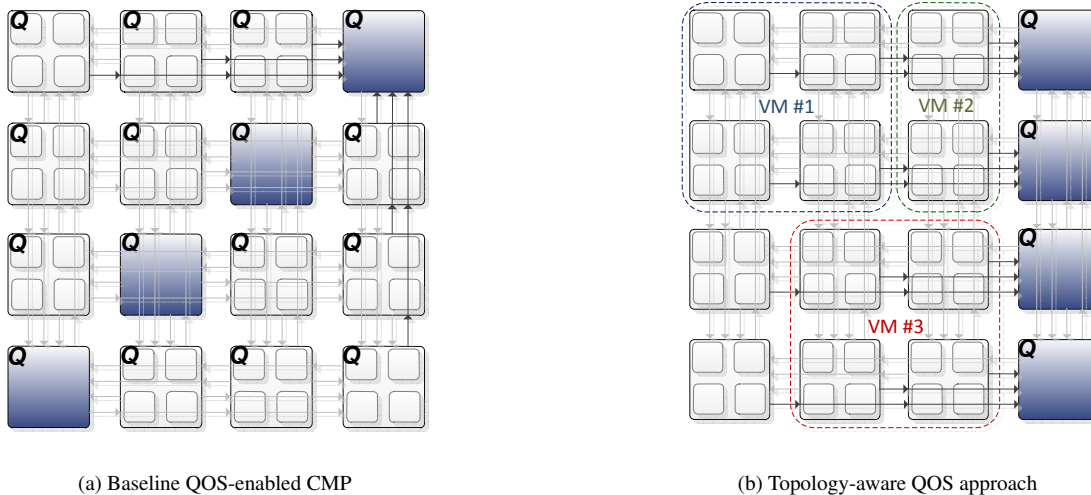 Q Q Q Q Q
VM #1 VM #2
Q Q Q Q Q
Q Q Q Q Q
VM #3
Q Q Q Q Q
(a) Baseline QOS-enabled CMP (b) Topology-aware QOS approach